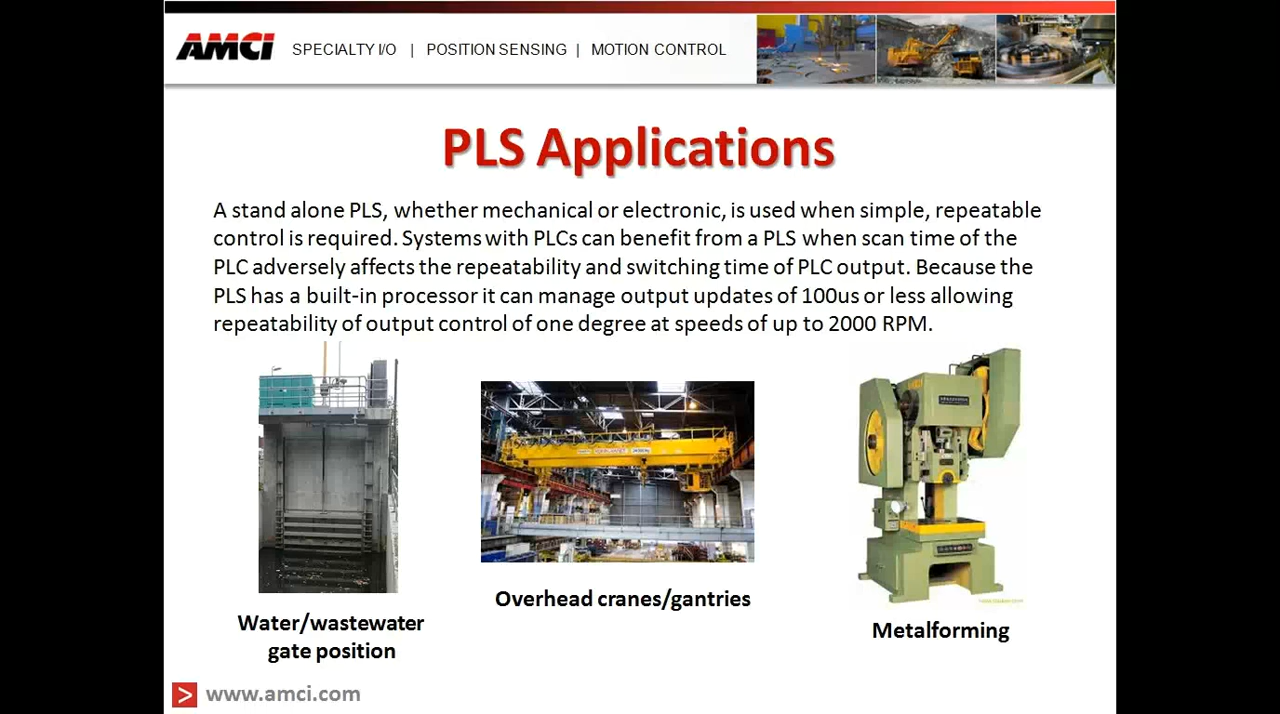 AMCI SPECIALTY I/O | POSITION SENSING | MOTION CONTROL
PLS Applications
A stand alone PLS, whether mechanical or electronic, is used when simple, repeatable
control is required. Systems with PLCs can benefit from a PLS when scan time of the
PLC adversely affects the repeatability and switching time of PLC output. Because the
PLS has a built-in processor it can manage output updates of 100us or less allowing
repeatability of output control of one degree at speeds of up to 2000 RPM.
Water/wastewater
gate position
Overhead cranes/gantries
Metalforming
> www.amci.com